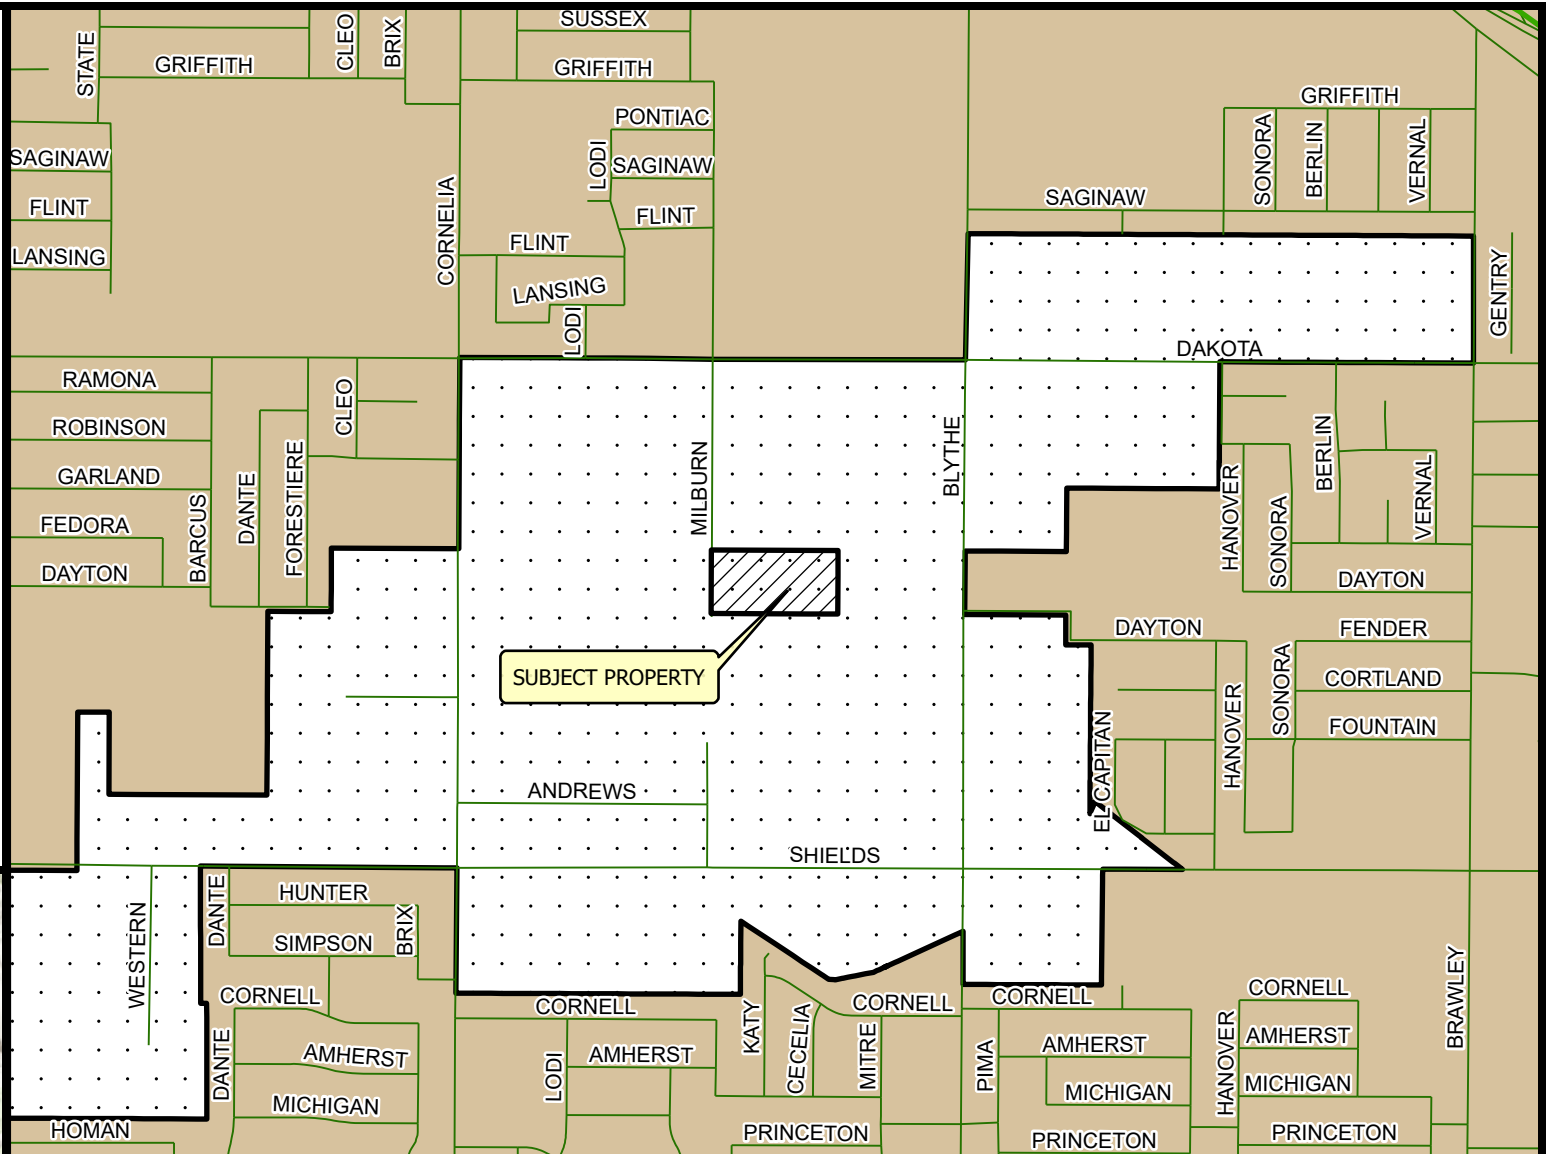 SUSSEX
STATE
CLEO
BRIX
GRIFFITH
GRIFFITH
GRIFFITH
PONTIAC
SAGINAW
LODI
SAGINAW
SONORA
BERLIN
VERNAL
FLINT
CORNELIA
FLINT
SAGINAW
LANSING
FLINT
LANSING
LODI
GENTRY
DAKOTA
RAMONA
CLEO
ROBINSON
GARLAND
BARCUS
DANTE
FORESTIERE
MILBURN
BLYTHE
HANOVER
SONORA
BERLIN
VERNAL
FEDORA
DAYTON
DAYTON
DAYTON
FENDER
SUBJECT PROPERTY
CORTLAND
SONORA
HANOVER
FOUNTAIN
EL CAPITAN
ANDREWS
SHIELDS
WESTERN
DANTE
HUNTER
BRIX
SIMPSON
CORNELL
CORNELL
CORNELL
CORNELL
CORNELL
BRAWLEY
DANTE
AMHERST
LODI
AMHERST
KATY
CECELIA
MITRE
PIMA
AMHERST
HANOVER
AMHERST
MICHIGAN
MICHIGAN
MICHIGAN
HOMAN
PRINCETON
PRINCETON
PRINCETON